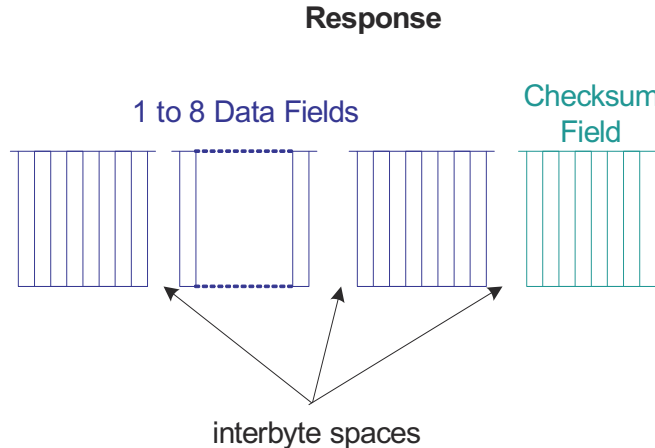 Response
1 to 8 Data Fields
Checksum
Field
interbyte spaces